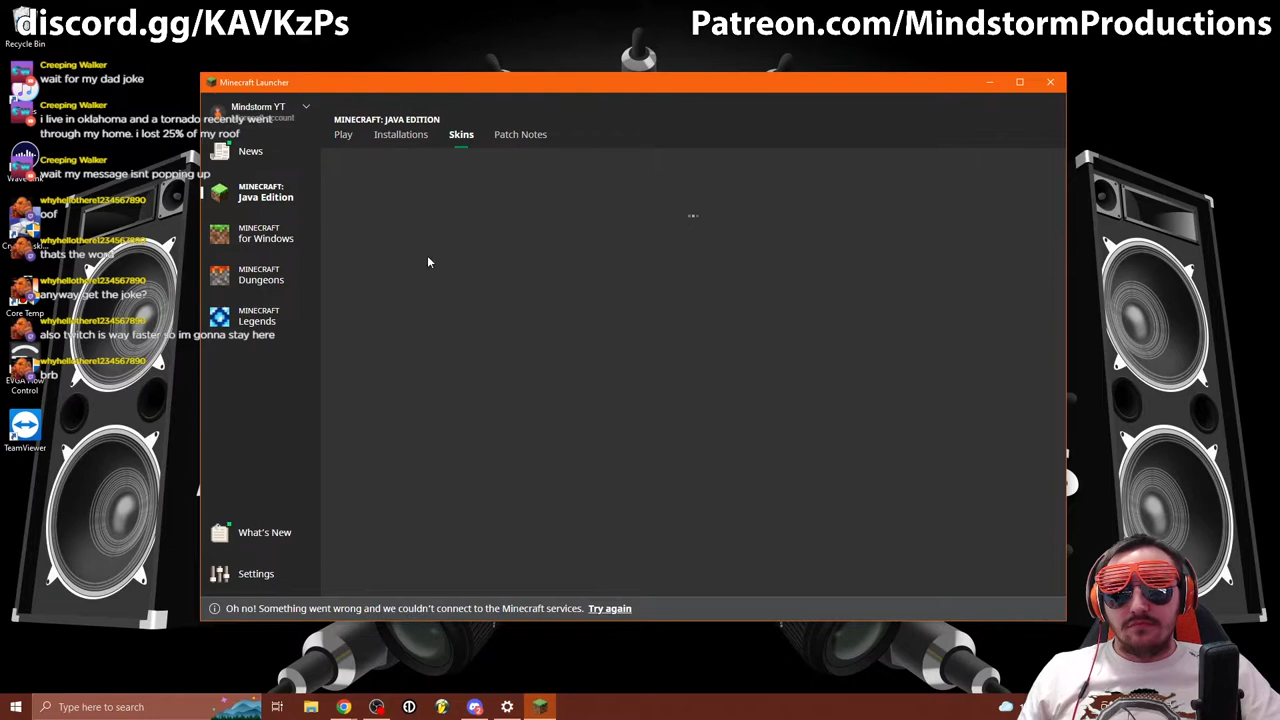 discord.gg/KAVKzPs
Patreon.com/MindstormProductions
Recycle Bin
Creeping Walker
wait for my dad joke
Creeping Walker
i live in oklahoma and a tornado recently went
through my home. i lost 25% of my roof
Creeping Walker
wait my message isnt popping up
whyhellothere1234567890
oof
whyhellothere1234567890
thats the word
whyhellothere1234567890
anyway get the joke?
Core Temp
whyhellothere1234567890
also twitch is way faster so im gonna stay here
whyhellothere1234567890
brb
Control
TeamViewer
Minecraft Launcher
Mindstorm YT
Microsoft account
News
MINECRAFT:
Java Edition
MINECRAFT
for Windows
MINECRAFT
Dungeons
MINECRAFT
Legends
What's New
Settings
MINECRAFT: JAVA EDITION
Play Installations Skins Patch Notes
Oh no! Something went wrong and we couldn't connect to the Minecraft services. Try again
Type here to search